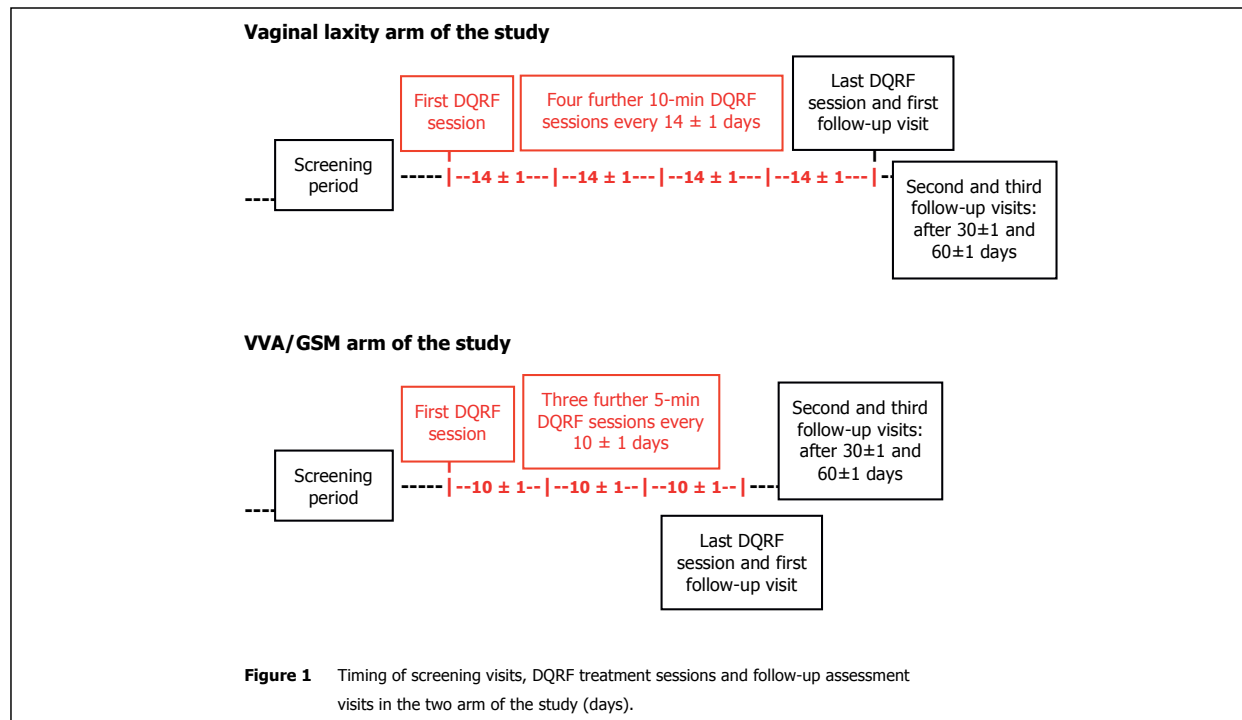 Vaginal laxity arm of the study
First DQRF
session
Four further 10-min DQRF
sessions every 14 ± 1 days
Last DQRF
session and first
follow-up visit
Screening
period
----
-----|--14 ± 1---|--14 ± 1---|--14 ± 1---|--14 ± 1---|--
Second and third
follow-up visits:
after 30±1 and
60±1 days
VVA/GSM arm of the study
First DQRF
session
Three further 5-min
DQRF sessions every
10 ± 1 days
Second and third
follow-up visits:
after 30±1 and
60±1 days
Screening
period
----
-----|--10 ± 1--|--10 ± 1--|--10 ± 1--|----
Last DQRF
session and first
follow-up visit
Figure 1 Timing of screening visits, DQRF treatment sessions and follow-up assessment
visits in the two arm of the study (days).